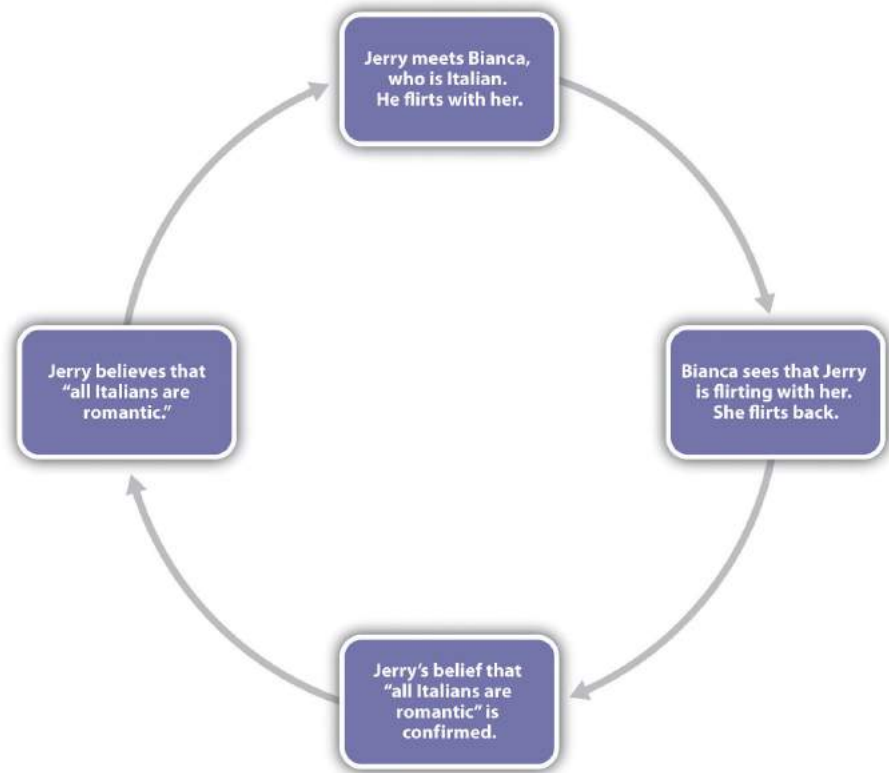 Jerry meets Bianca,
who is Italian.
He flirts with her.
Jerry believes that
“all Italians are
romantic.”
Bianca sees that Jerry
is flirting with her.
She flirts back.
Jerry’s belief that
“all Italians are
romantic” is
confirmed.